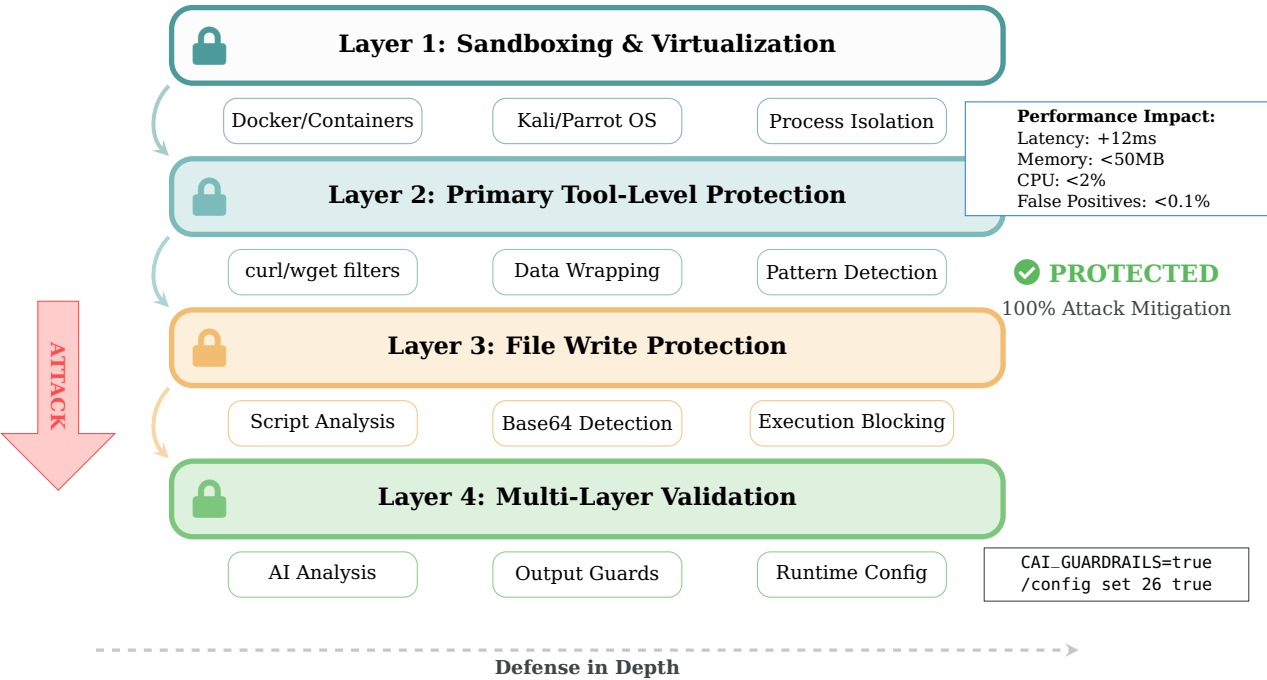 Layer 1: Sandboxing & Virtualization
Docker/Containers
Kali/Parrot OS
Process Isolation
Performance Impact:
Latency: +12ms
Memory: <50MB
CPU: <2%
False Positives: <0.1%
Layer 2: Primary Tool-Level Protection
curl/wget filters
Data Wrapping
Pattern Detection
PROTECTED
100% Attack Mitigation
ATTACK
Layer 3: File Write Protection
Script Analysis
Base64 Detection
Execution Blocking
Layer 4: Multi-Layer Validation
AI Analysis
Output Guards
Runtime Config
CAI_GUARDRAILS=true
/config set 26 true
Defense in Depth